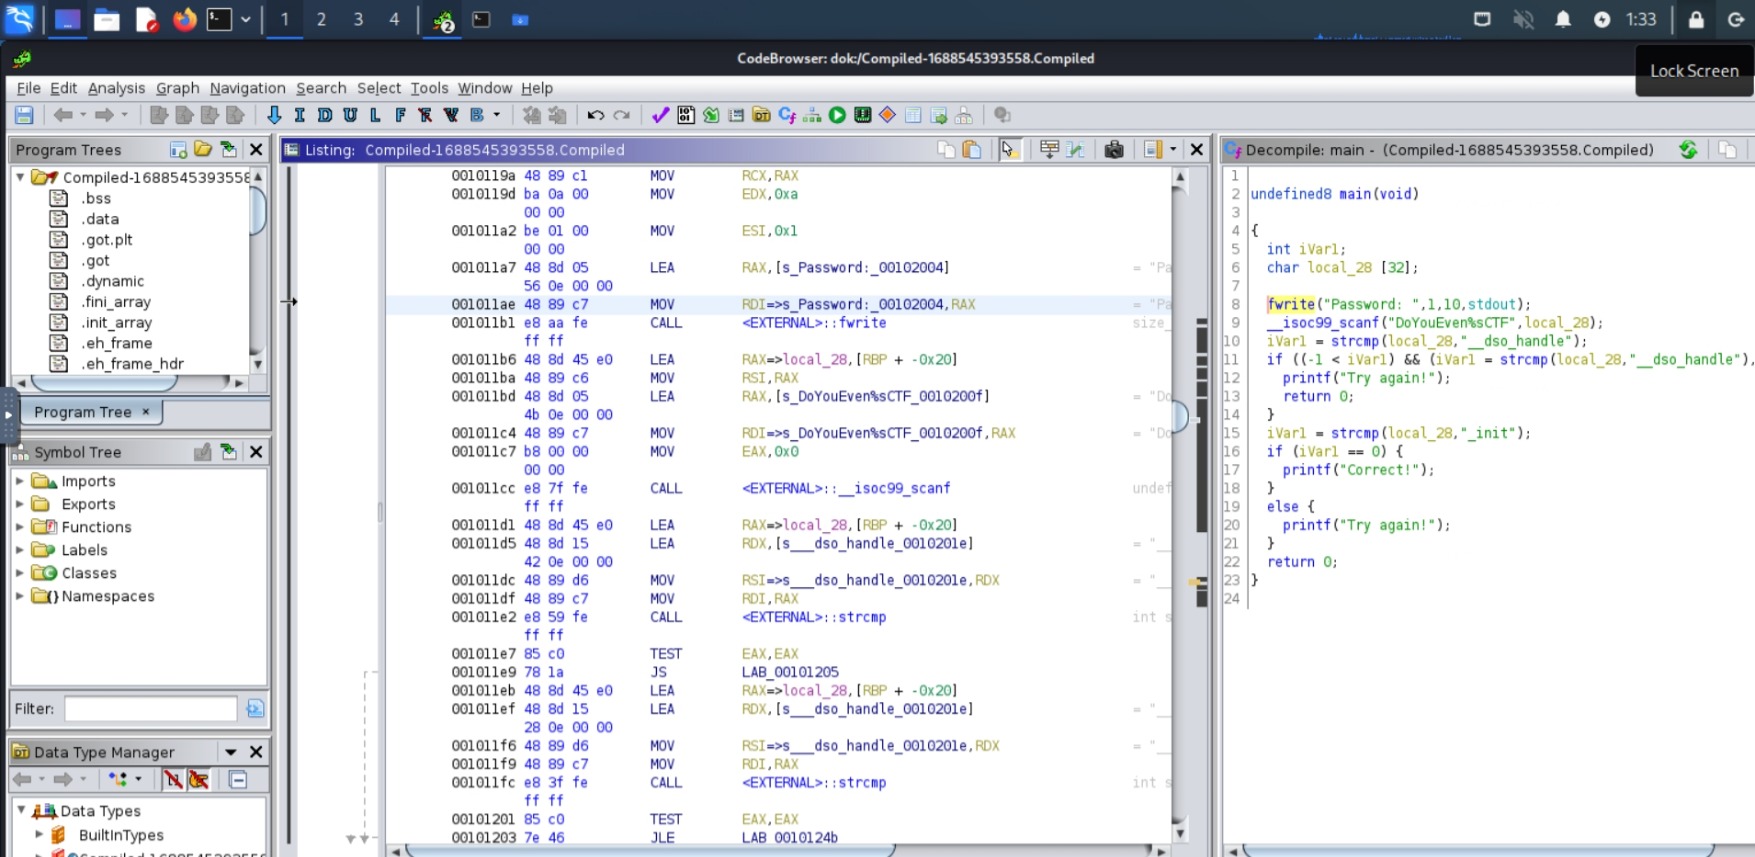 1 2 3 4 2 1:33
CodeBrowser: dok:/Compiled-1688545393558.Compiled
Lock Screen
File Edit Analysis Graph Navigation Search Select Tools Window Help
I D U L F B
Program Trees
Compiled-1688545393558
.bss
.data
.got.plt
.got
.dynamic
.fini_array
.init_array
.eh_frame
.eh_frame_hdr
Program Tree ×
Symbol Tree
Imports
Exports
Functions
Labels
Classes
Namespaces
Filter:
Data Type Manager
Data Types
BuiltInTypes
Listing: Compiled-1688545393558.Compiled
0010119a 48 89 c1 MOV RCX,RAX
0010119d ba 0a 00 MOV EDX,0xa
00 00
001011a2 be 01 00 MOV ESI,0x1
00 00
001011a7 48 8d 05 LEA RAX,[s_Password:_00102004] = "Pa
56 0e 00 00
001011ae 48 89 c7 MOV RDI=>s_Password:_00102004,RAX = "Pa
001011b1 e8 aa fe CALL <EXTERNAL>::fwrite size_
ff ff
001011b6 48 8d 45 e0 LEA RAX=>local_28,[RBP + -0x20]
001011ba 48 89 c6 MOV RSI,RAX
001011bd 48 8d 05 LEA RAX,[s_DoYouEven%sCTF_0010200f] = "Do
4b 0e 00 00
001011c4 48 89 c7 MOV RDI=>s_DoYouEven%sCTF_0010200f,RAX = "Do
001011c7 b8 00 00 MOV EAX,0x0
00 00
001011cc e8 7f fe CALL <EXTERNAL>::__isoc99_scanf undef
ff ff
001011d1 48 8d 45 e0 LEA RAX=>local_28,[RBP + -0x20]
001011d5 48 8d 15 LEA RDX,[s___dso_handle_0010201e] = "__
42 0e 00 00
001011dc 48 89 d6 MOV RSI=>s___dso_handle_0010201e,RDX = "__
001011df 48 89 c7 MOV RDI,RAX
001011e2 e8 59 fe CALL <EXTERNAL>::strcmp int s
ff ff
001011e7 85 c0 TEST EAX,EAX
001011e9 78 1a JS LAB_00101205
001011eb 48 8d 45 e0 LEA RAX=>local_28,[RBP + -0x20]
001011ef 48 8d 15 LEA RDX,[s___dso_handle_0010201e] = "__
28 0e 00 00
001011f6 48 89 d6 MOV RSI=>s___dso_handle_0010201e,RDX = "__
001011f9 48 89 c7 MOV RDI,RAX
001011fc e8 3f fe CALL <EXTERNAL>::strcmp int s
ff ff
00101201 85 c0 TEST EAX,EAX
00101203 7e 46 JLE LAB_0010124b
Decompile: main - (Compiled-1688545393558.Compiled)
1
2 undefined8 main(void)
3
4 {
5 int iVar1;
6 char local_28 [32];
7
8 fwrite("Password: ",1,10,stdout);
9 __isoc99_scanf("DoYouEven%sCTF",local_28);
10 iVar1 = strcmp(local_28,"__dso_handle");
11 if ((-1 < iVar1) && (iVar1 = strcmp(local_28,"__dso_handle"),
12 printf("Try again!");
13 return 0;
14 }
15 iVar1 = strcmp(local_28,"_init");
16 if (iVar1 == 0) {
17 printf("Correct!");
18 }
19 else {
20 printf("Try again!");
21 }
22 return 0;
23 }
24